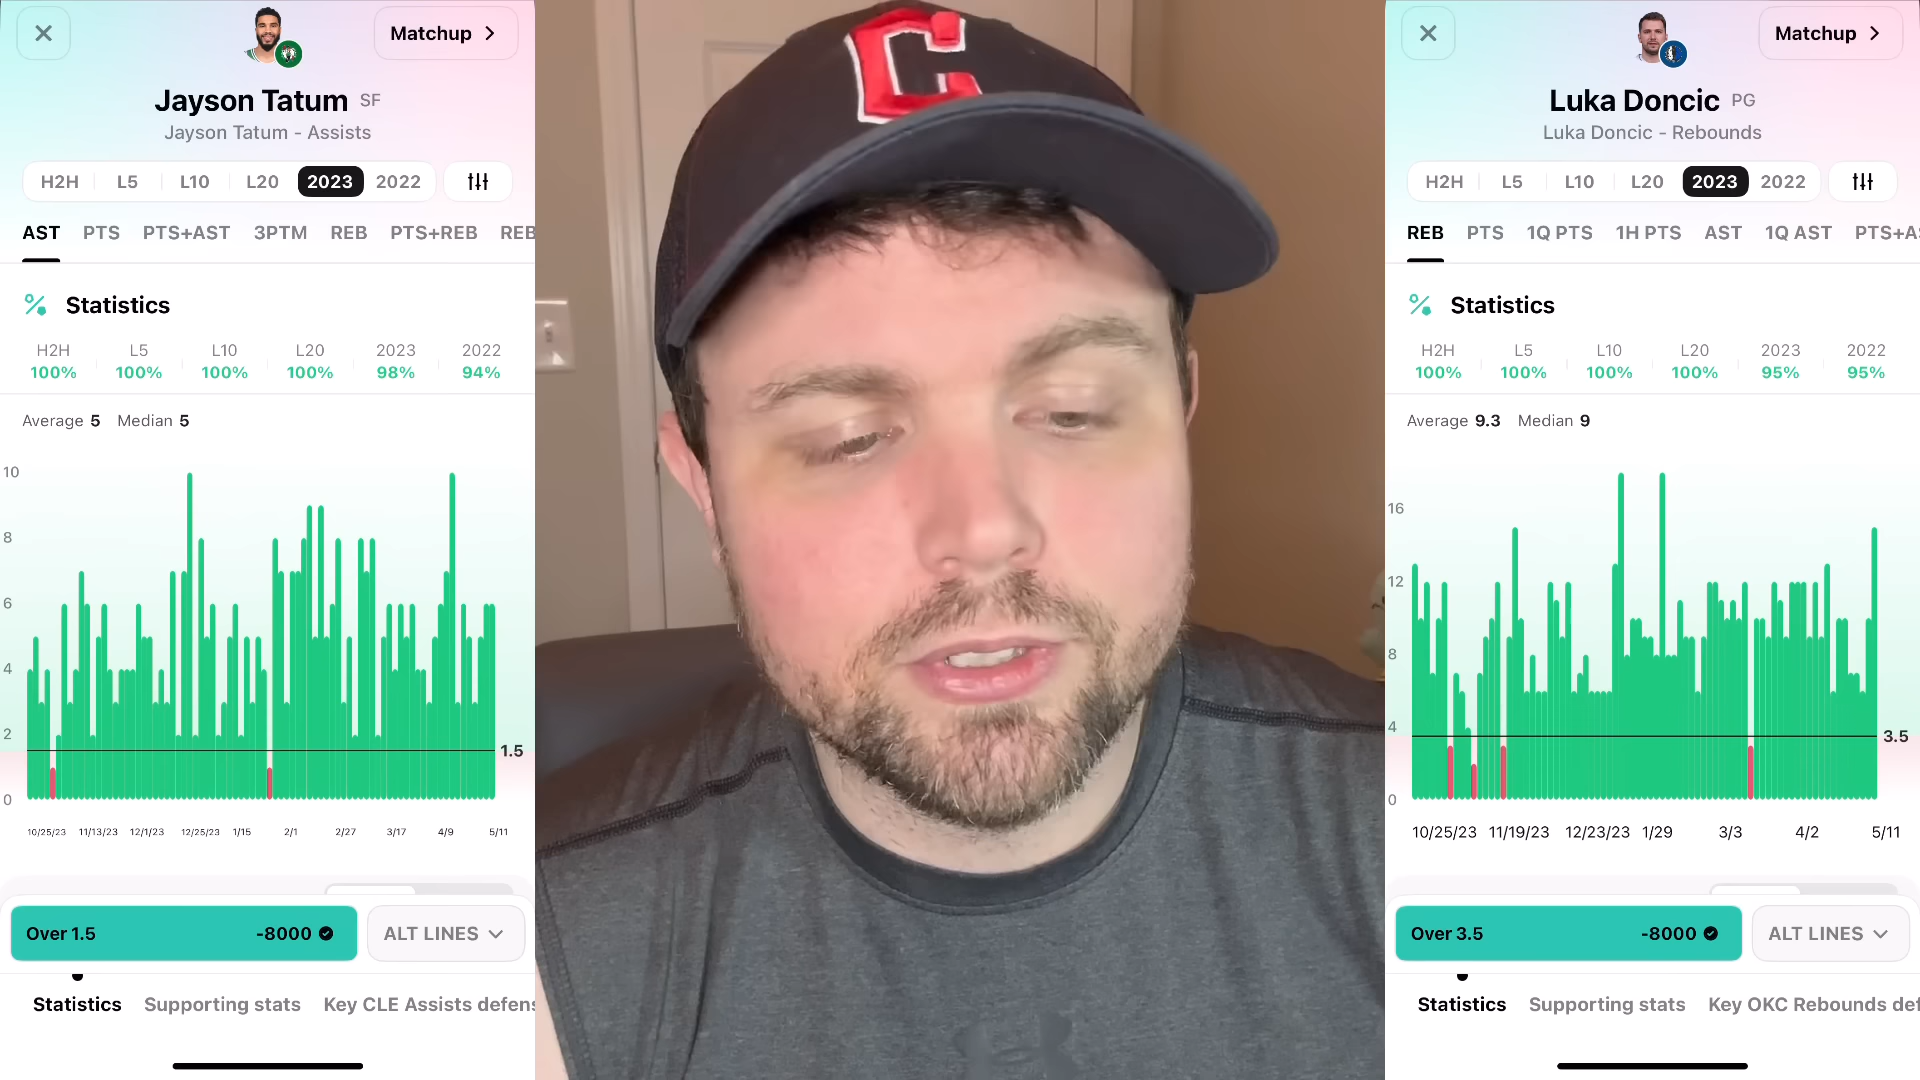 Matchup
Jayson Tatum SF
Jayson Tatum - Assists
H2H L5 L10 L20 2023 2022
AST PTS PTS+AST 3PTM REB PTS+REB REB
Statistics
H2H L5 L10 L20 2023 2022
100% 100% 100% 100% 98% 94%
Average 5 Median 5
10
8
6
4
2
1.5
0
10/25/23 11/13/23 12/1/23 12/25/23 1/15 2/1 2/27 3/17 4/9 5/11
Over 1.5 -8000
ALT LINES
Statistics Supporting stats Key CLE Assists defens
C
Matchup
Luka Doncic PG
Luka Doncic - Rebounds
H2H L5 L10 L20 2023 2022
REB PTS 1Q PTS 1H PTS AST 1Q AST PTS+AS
Statistics
H2H L5 L10 L20 2023 2022
100% 100% 100% 100% 95% 95%
Average 9.3 Median 9
16
12
8
4
3.5
0
10/25/23 11/19/23 12/23/23 1/29 3/3 4/2 5/11
Over 3.5 -8000
ALT LINES
Statistics Supporting stats Key OKC Rebounds def